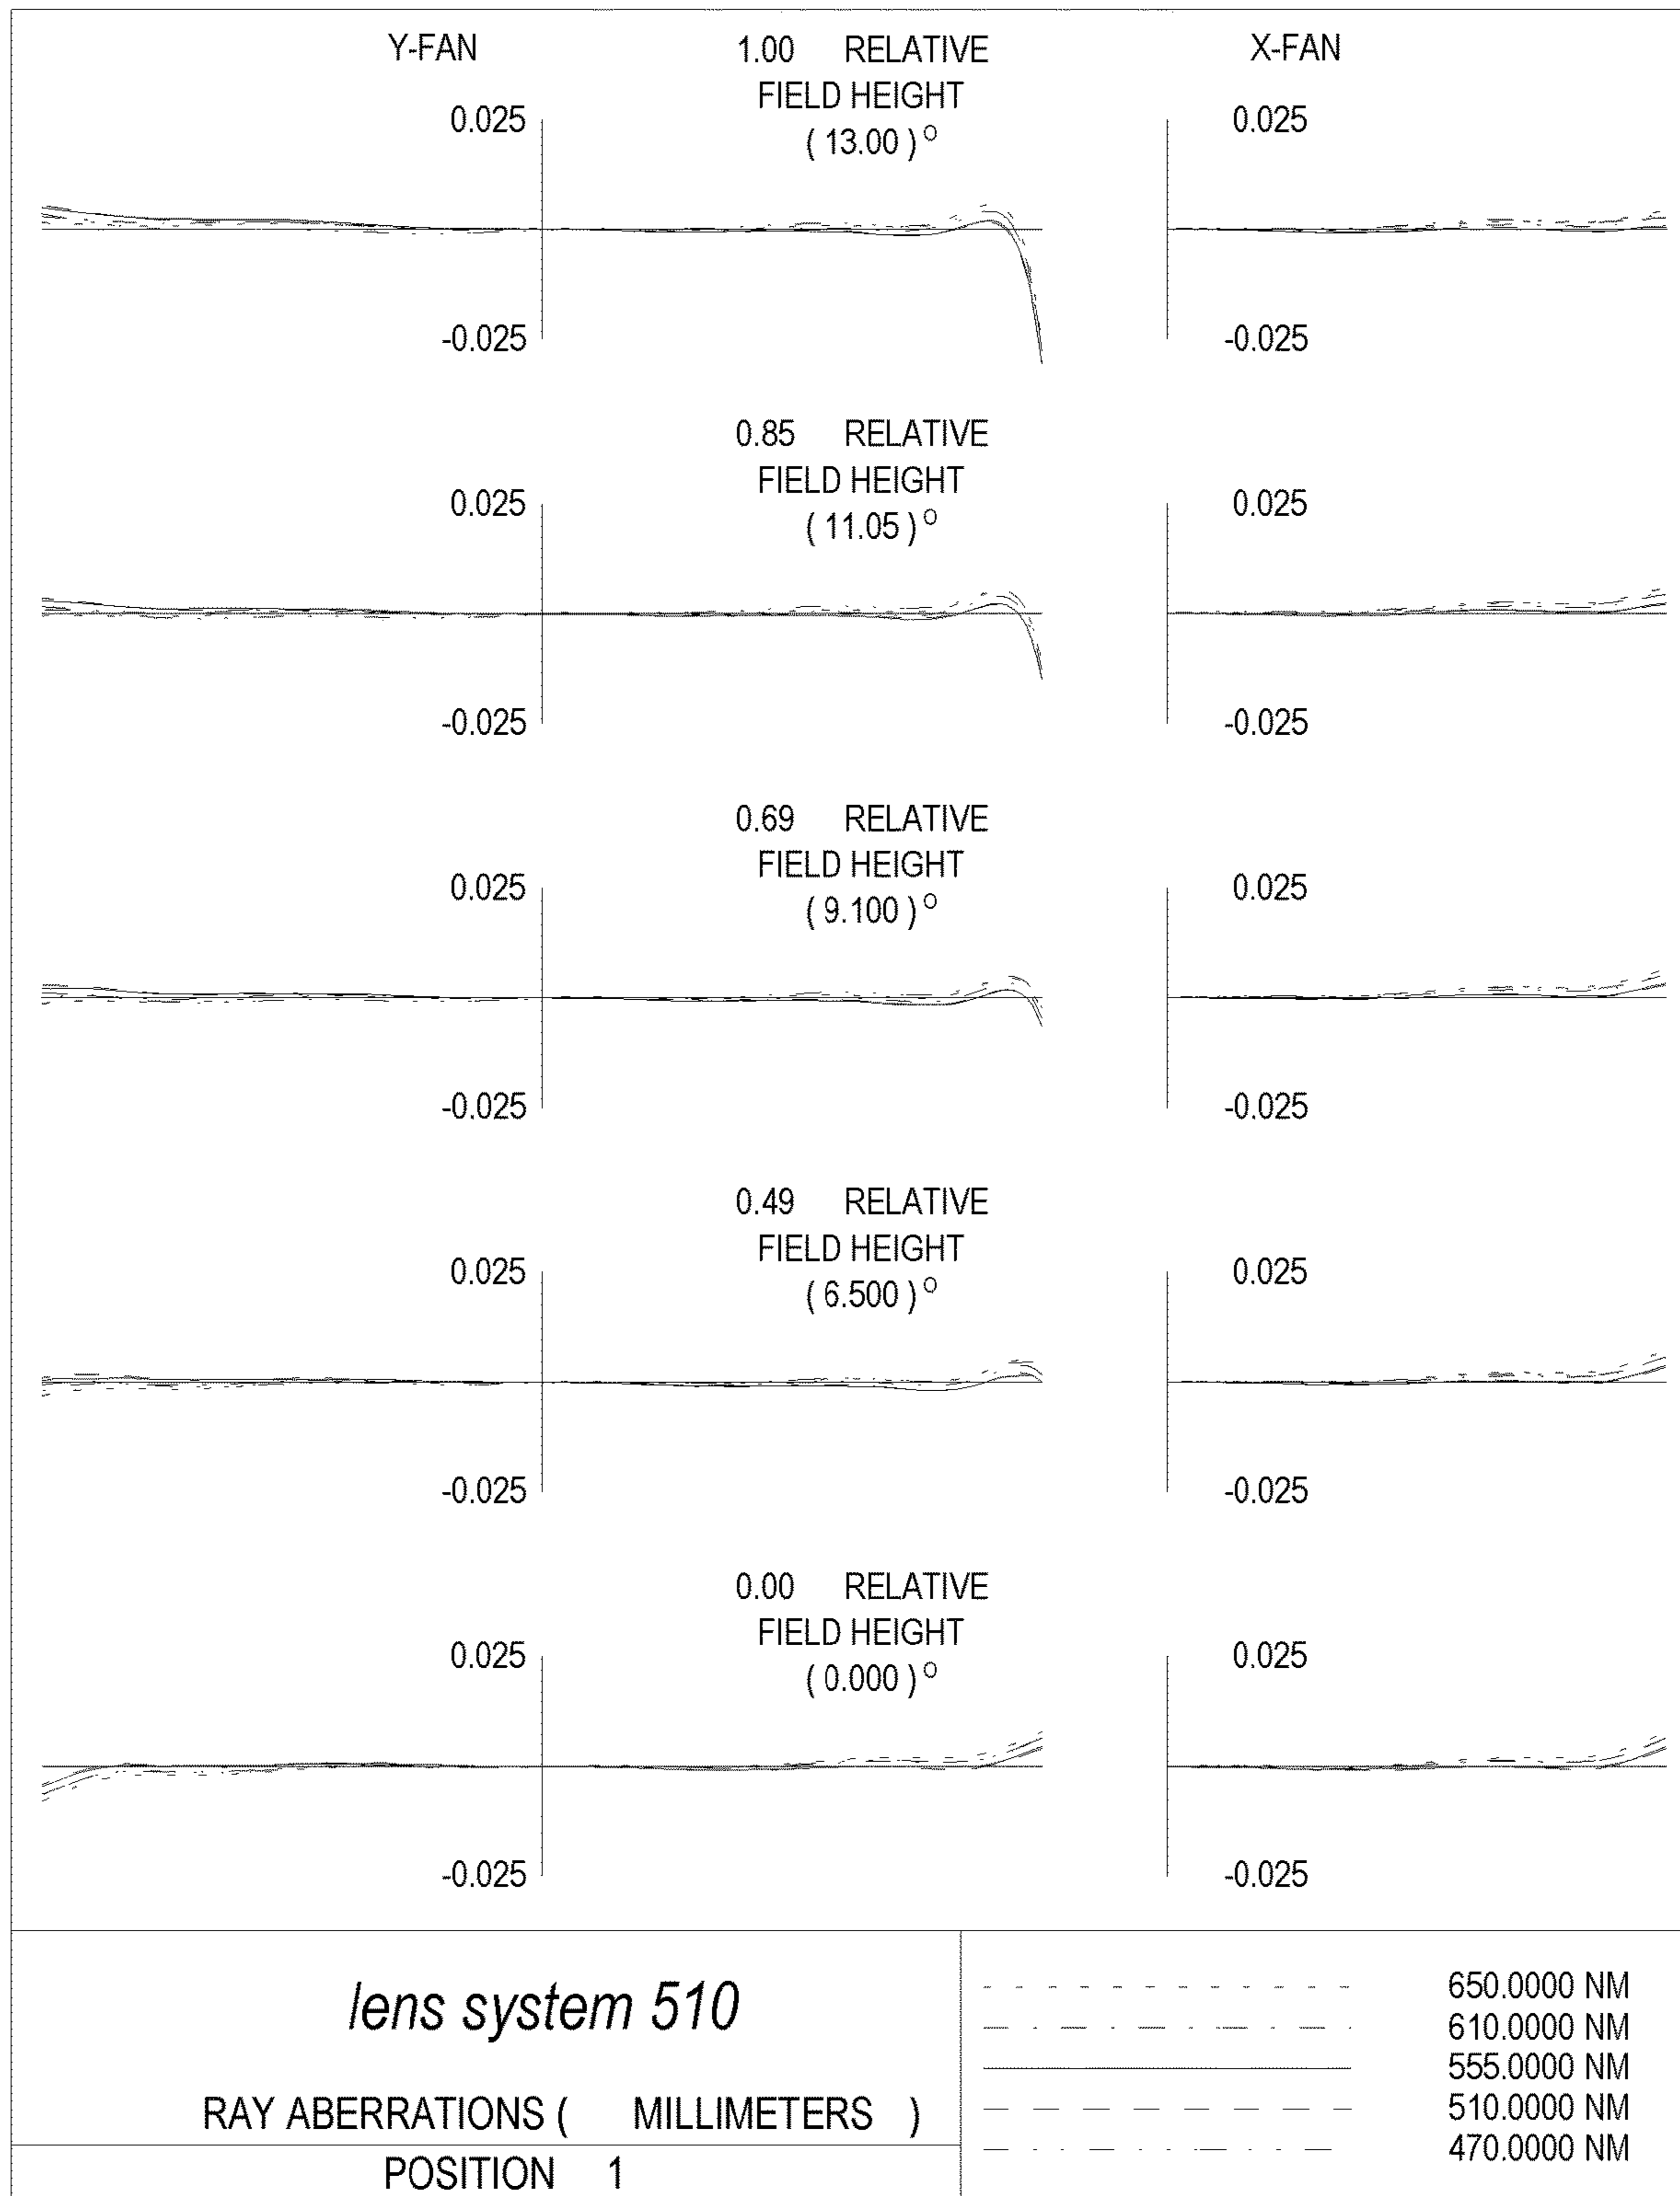 Y-FAN 1.00 RELATIVE X-FAN
FIELD HEIGHT
0.025 (13.00)° 0.025
-0.025 -0.025
0.85 RELATIVE
FIELD HEIGHT
0.025 (11.05)° 0.025
-0.025 -0.025
0.69 RELATIVE
FIELD HEIGHT
0.025 (9.100)° 0.025
-0.025 -0.025
0.49 RELATIVE
FIELD HEIGHT
0.025 (6.500)° 0.025
-0.025 -0.025
0.00 RELATIVE
FIELD HEIGHT
0.025 (0.000)° 0.025
-0.025 -0.025
lens system 510
RAY ABERRATIONS ( MILLIMETERS )
POSITION 1
650.0000 NM
610.0000 NM
555.0000 NM
510.0000 NM
470.0000 NM